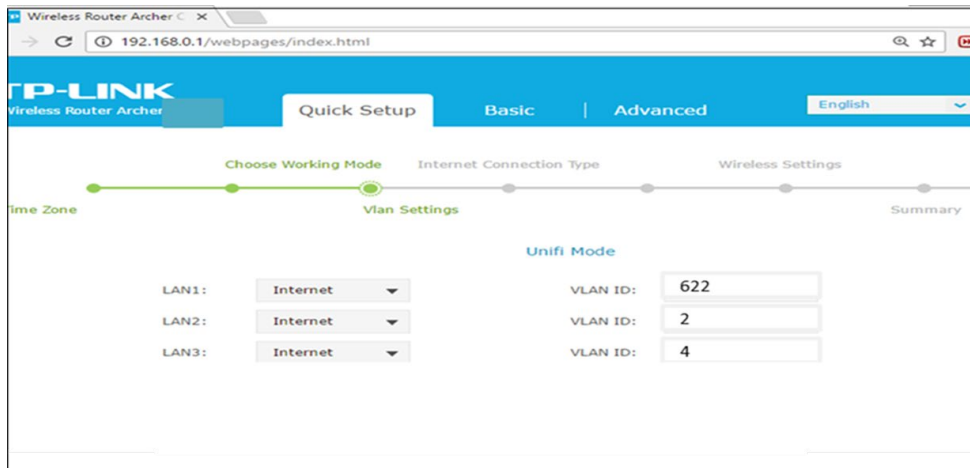 Wireless Router Archer C
192.168.0.1/webpages/index.html
TP-LINK
Wireless Router Archer
Quick Setup Basic | Advanced English
Choose Working Mode Internet Connection Type Wireless Settings
Time Zone Vlan Settings Summary
Unifi Mode
LAN1: Internet VLAN ID: 622
LAN2: Internet VLAN ID: 2
LAN3: Internet VLAN ID: 4